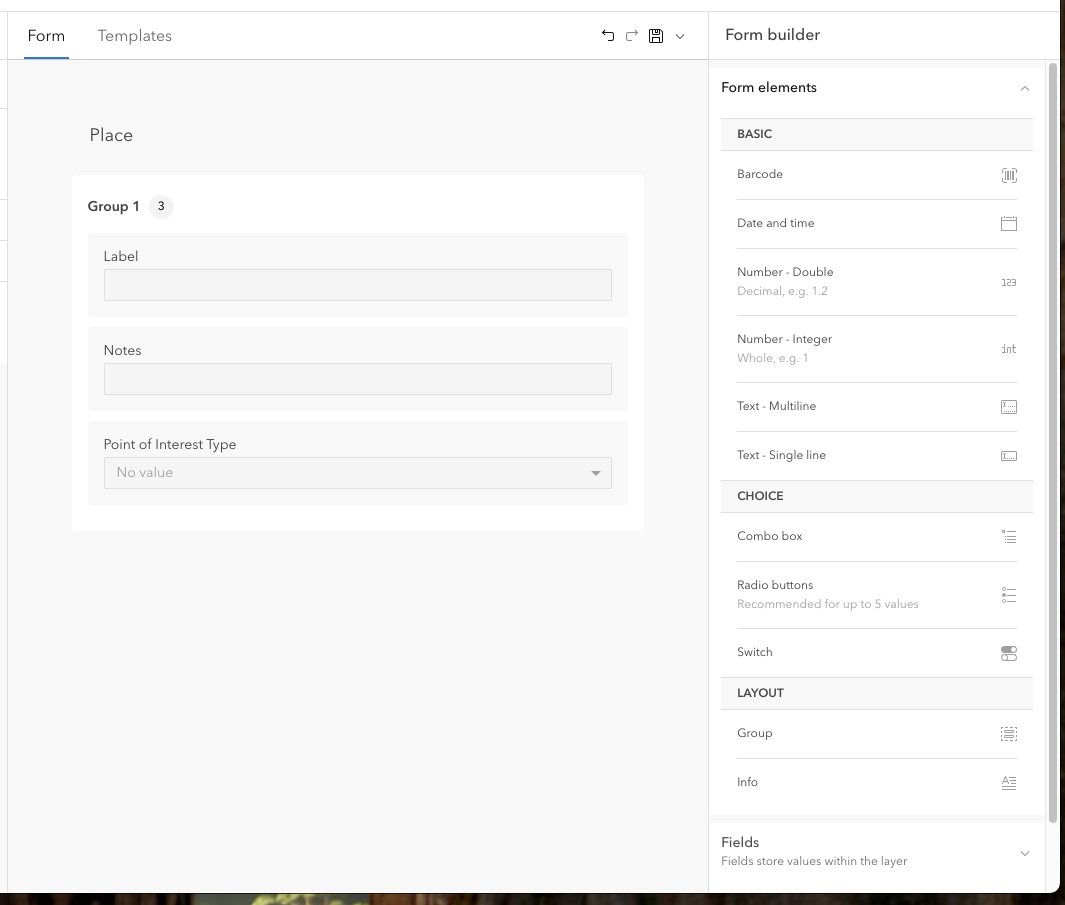 Form
Templates
Form builder
Place
Group 1 3
Label
Notes
Point of Interest Type
No value
Form elements
BASIC
Barcode
Date and time
Number - Double
Decimal, e.g. 1.2
123
Number - Integer
Whole, e.g. 1
int
Text - Multiline
Text - Single line
CHOICE
Combo box
Radio buttons
Recommended for up to 5 values
Switch
LAYOUT
Group
Info
Fields
Fields store values within the layer